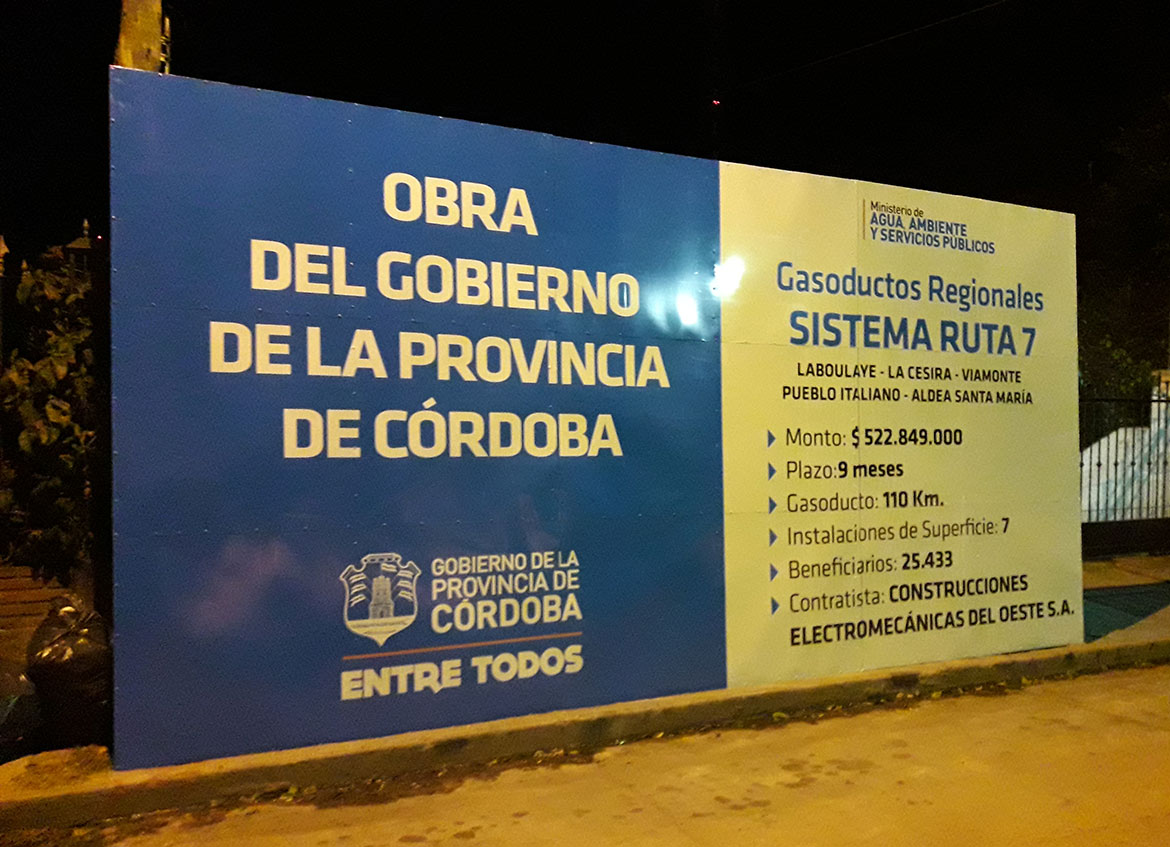 OBRA
DEL GOBIERNO
DE LA PROVINCIA
DE CÓRDOBA
GOBIERNO DE LA
PROVINCIA DE
CÓRDOBA
ENTRE TODOS
Ministerio de
AGUA, AMBIENTE
Y SERVICIOS PÚBLICOS
Gasoductos Regionales
SISTEMA RUTA 7
LABOULAYE - LA CESIRA - VIAMONTE
PUEBLO ITALIANO - ALDEA SANTA MARÍA
Monto: $ 522.849.000
Plazo:9 meses
Gasoducto: 110 Km.
Instalaciones de Superficie: 7
Beneficiarios: 25.433
Contratista: CONSTRUCCIONES
ELECTROMECÁNICAS DEL OESTE S.A.